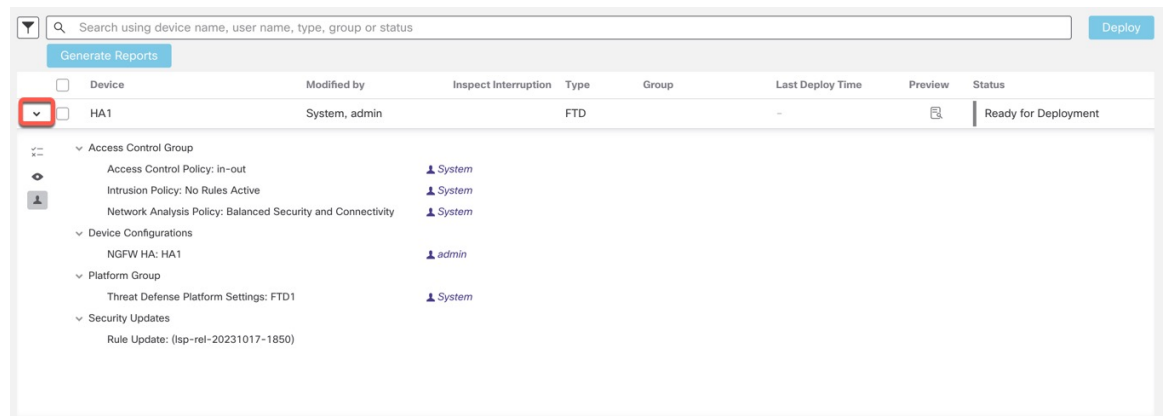 Search using device name, user name, type, group or status
Deploy
Generate Reports
Device Modified by Inspect Interruption Type Group Last Deploy Time Preview Status
HA1 System, admin FTD - Ready for Deployment
Access Control Group
Access Control Policy: in-out System
Intrusion Policy: No Rules Active System
Network Analysis Policy: Balanced Security and Connectivity System
Device Configurations
NGFW HA: HA1 admin
Platform Group
Threat Defense Platform Settings: FTD1 System
Security Updates
Rule Update: (lsp-rel-20231017-1850)